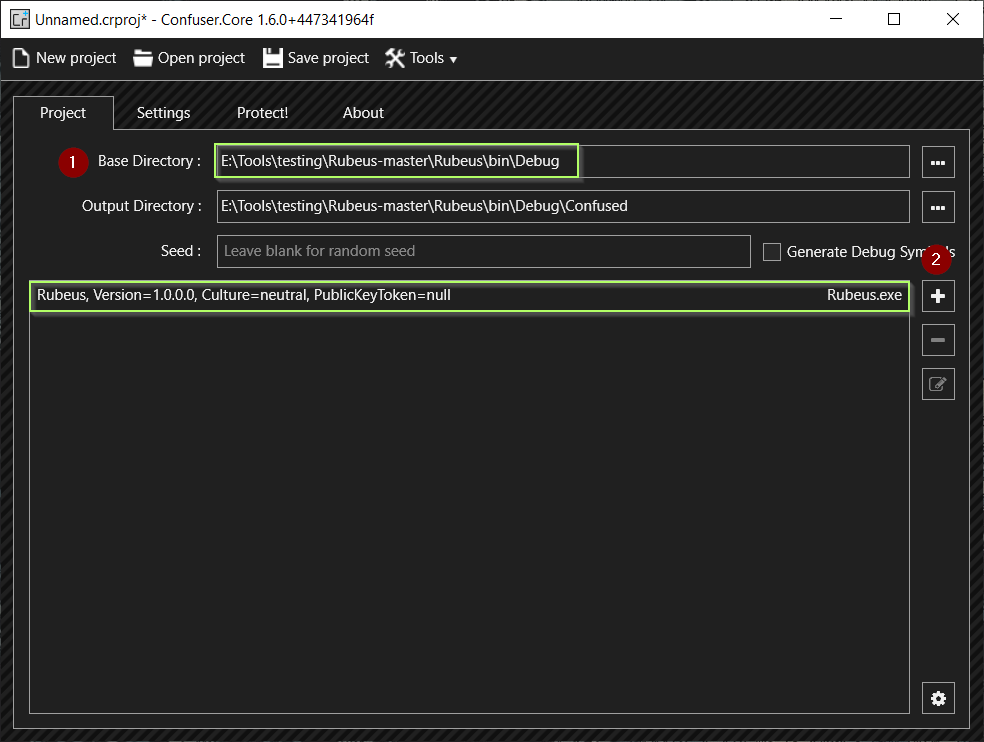 Unnamed.crproj* - Confuser.Core 1.6.0+447341964f
New project Open project Save project Tools
Project Settings Protect! About
1 Base Directory : E:\Tools\testing\Rubeus-master\Rubeus\bin\Debug
Output Directory : E:\Tools\testing\Rubeus-master\Rubeus\bin\Debug\Confused
Seed : Leave blank for random seed Generate Debug Symbols
2
Rubeus, Version=1.0.0.0, Culture=neutral, PublicKeyToken=null Rubeus.exe